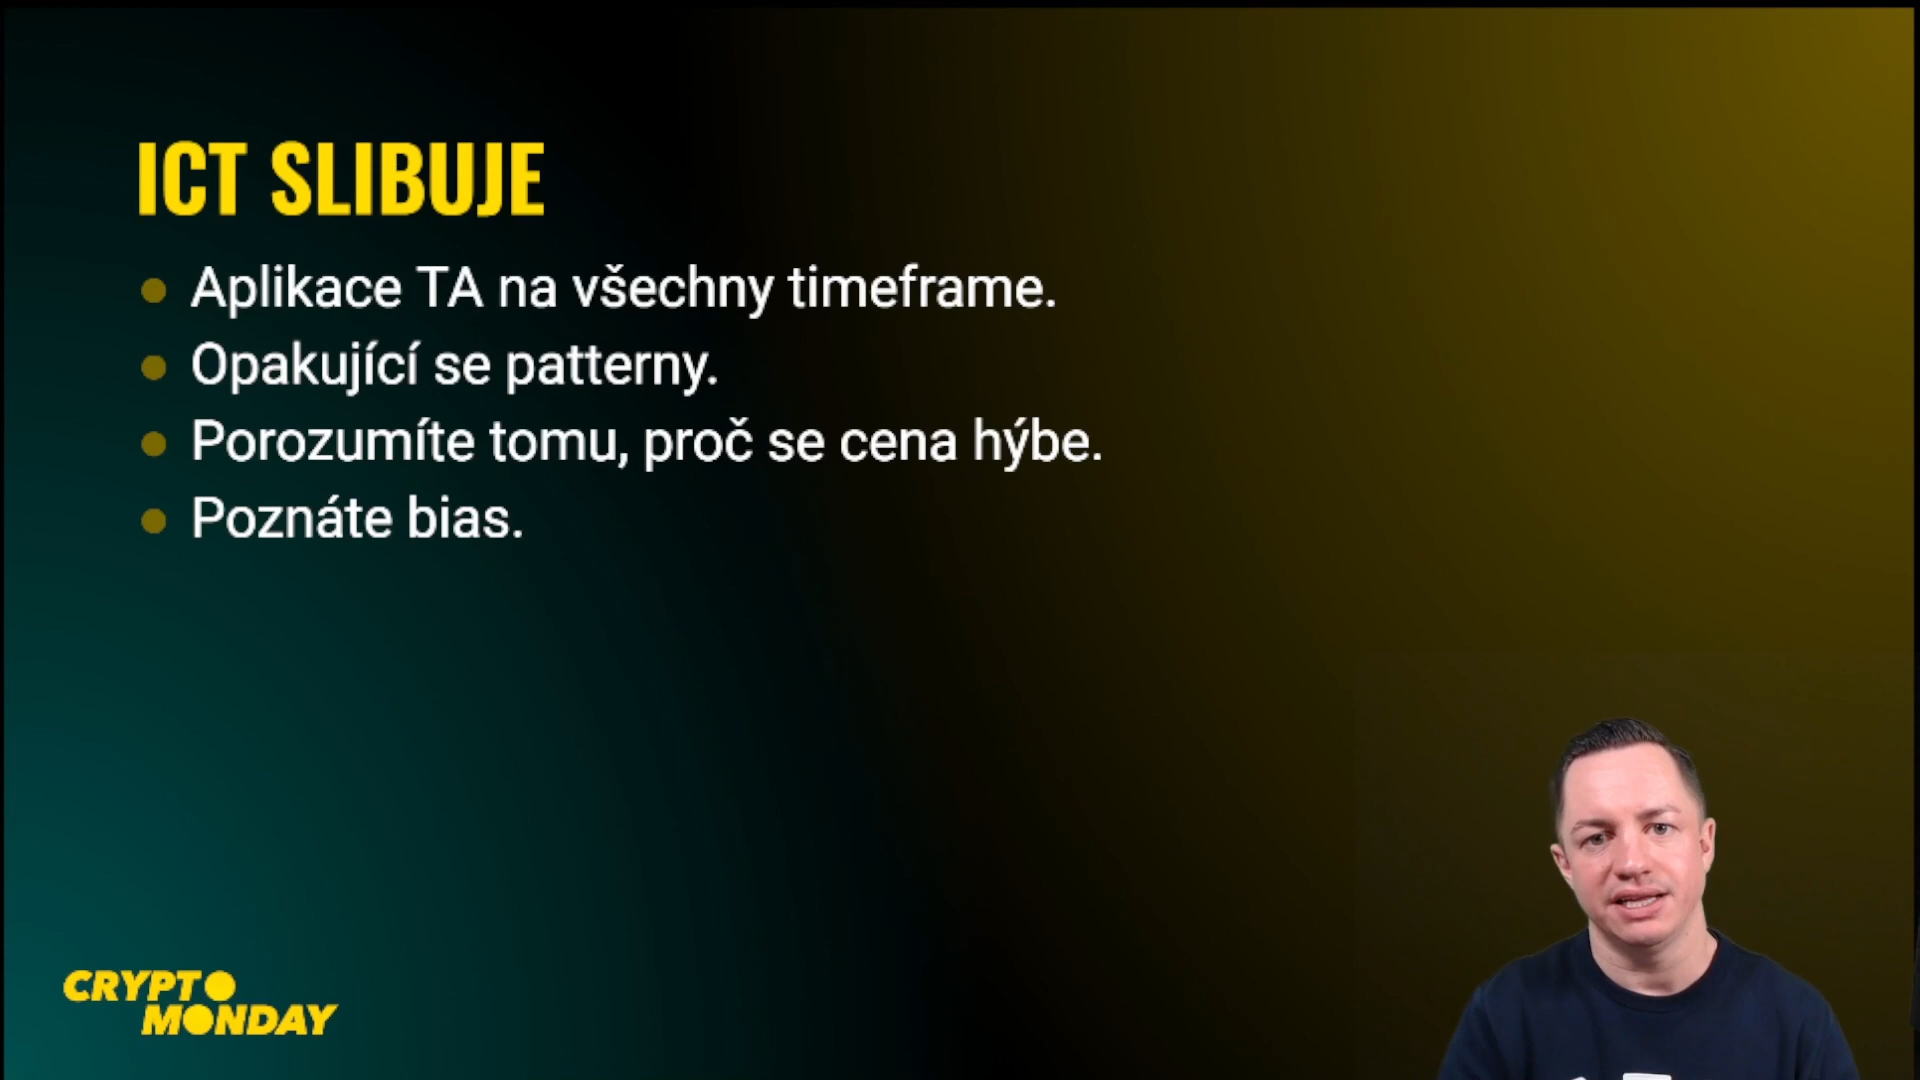 ICT SLIBUJE
Aplikace TA na všechny timeframe.
Opakující se patterny.
Porozumíte tomu, proč se cena hýbe.
Poznáte bias.
CRYPTO
MONDAY